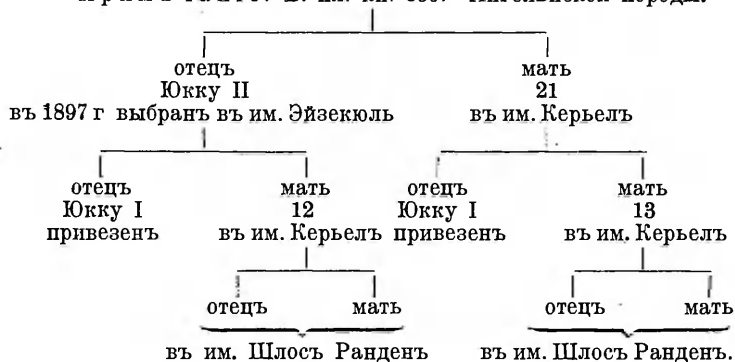 отецъ мать
Юкку II 21
въ 1897 г выбранъ въ им. Эйзекюль въ им. Керьелъ
отецъ мать отецъ мать
Юкку I 12 Юкку I 13
привезенъ въ им. Керьелъ привезенъ въ им. Керьелъ
отецъ мать отецъ мать
въ им. Шлосъ Ранденъ въ им. Шлосъ Ранденъ.